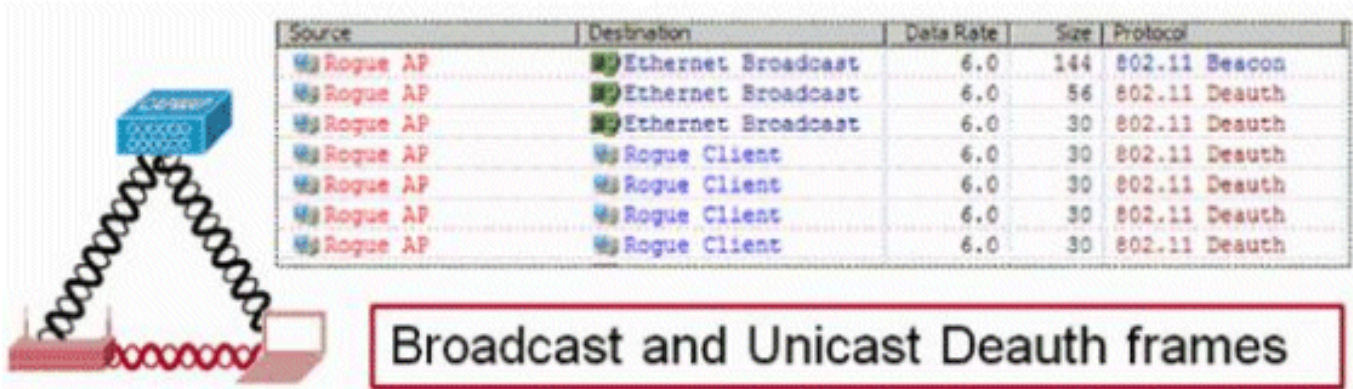 Source Destination Data Rate Size Protocol
Rogue AP Ethernet Broadcast 6.0 144 802.11 Beacon
Rogue AP Ethernet Broadcast 6.0 56 802.11 Deauth
Rogue AP Ethernet Broadcast 6.0 30 802.11 Deauth
Rogue AP Rogue Client 6.0 30 802.11 Deauth
Rogue AP Rogue Client 6.0 30 802.11 Deauth
Rogue AP Rogue Client 6.0 30 802.11 Deauth
Rogue AP Rogue Client 6.0 30 802.11 Deauth
Broadcast and Unicast Deauth frames